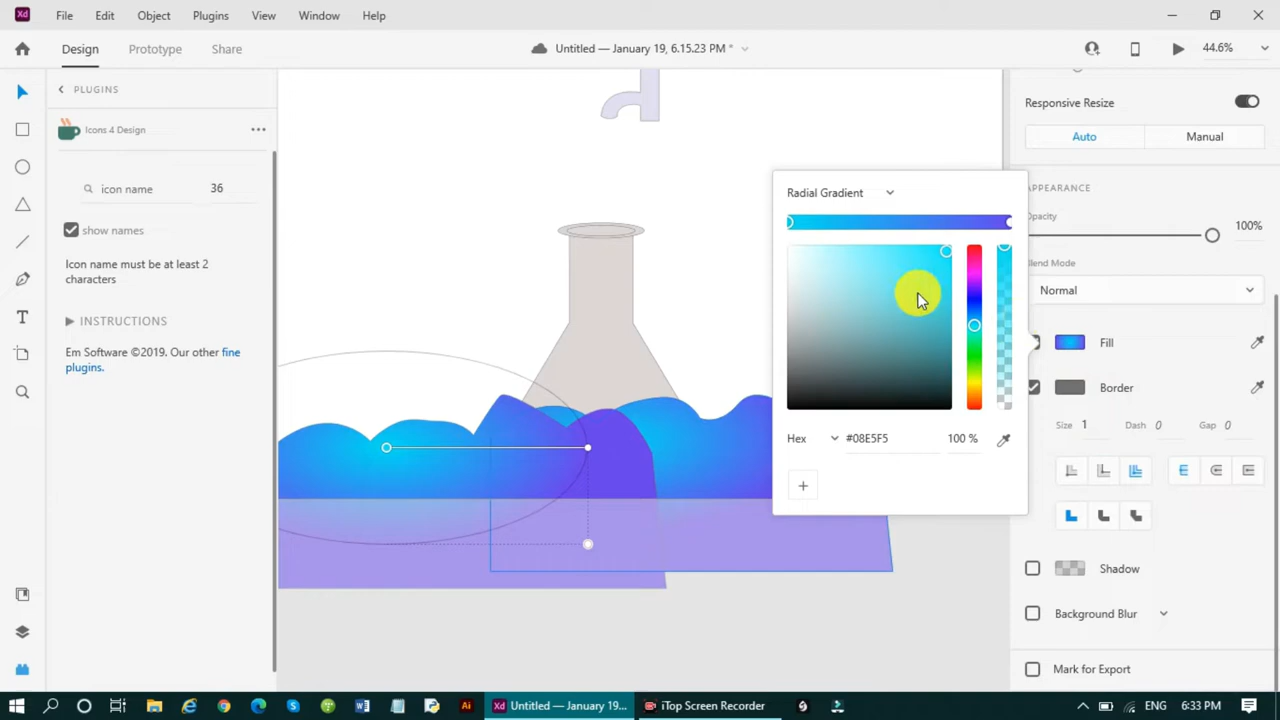 Xd File Edit Object Plugins View Window Help
Design Prototype Share Untitled — January 19, 6.15.23 PM * 44.6%
PLUGINS
Icons 4 Design
icon name 36
show names
Icon name must be at least 2
characters
INSTRUCTIONS
Em Software ©2019. Our other fine
plugins.
Radial Gradient
Hex #08E5F5 100 %
Responsive Resize
Auto Manual
APPEARANCE
Opacity
100%
Blend Mode
Normal
Fill
Border
Size 1 Dash 0 Gap 0
Shadow
Background Blur
Mark for Export
Ai Xd Untitled — January 19... iTop Screen Recorder ENG 6:33 PM